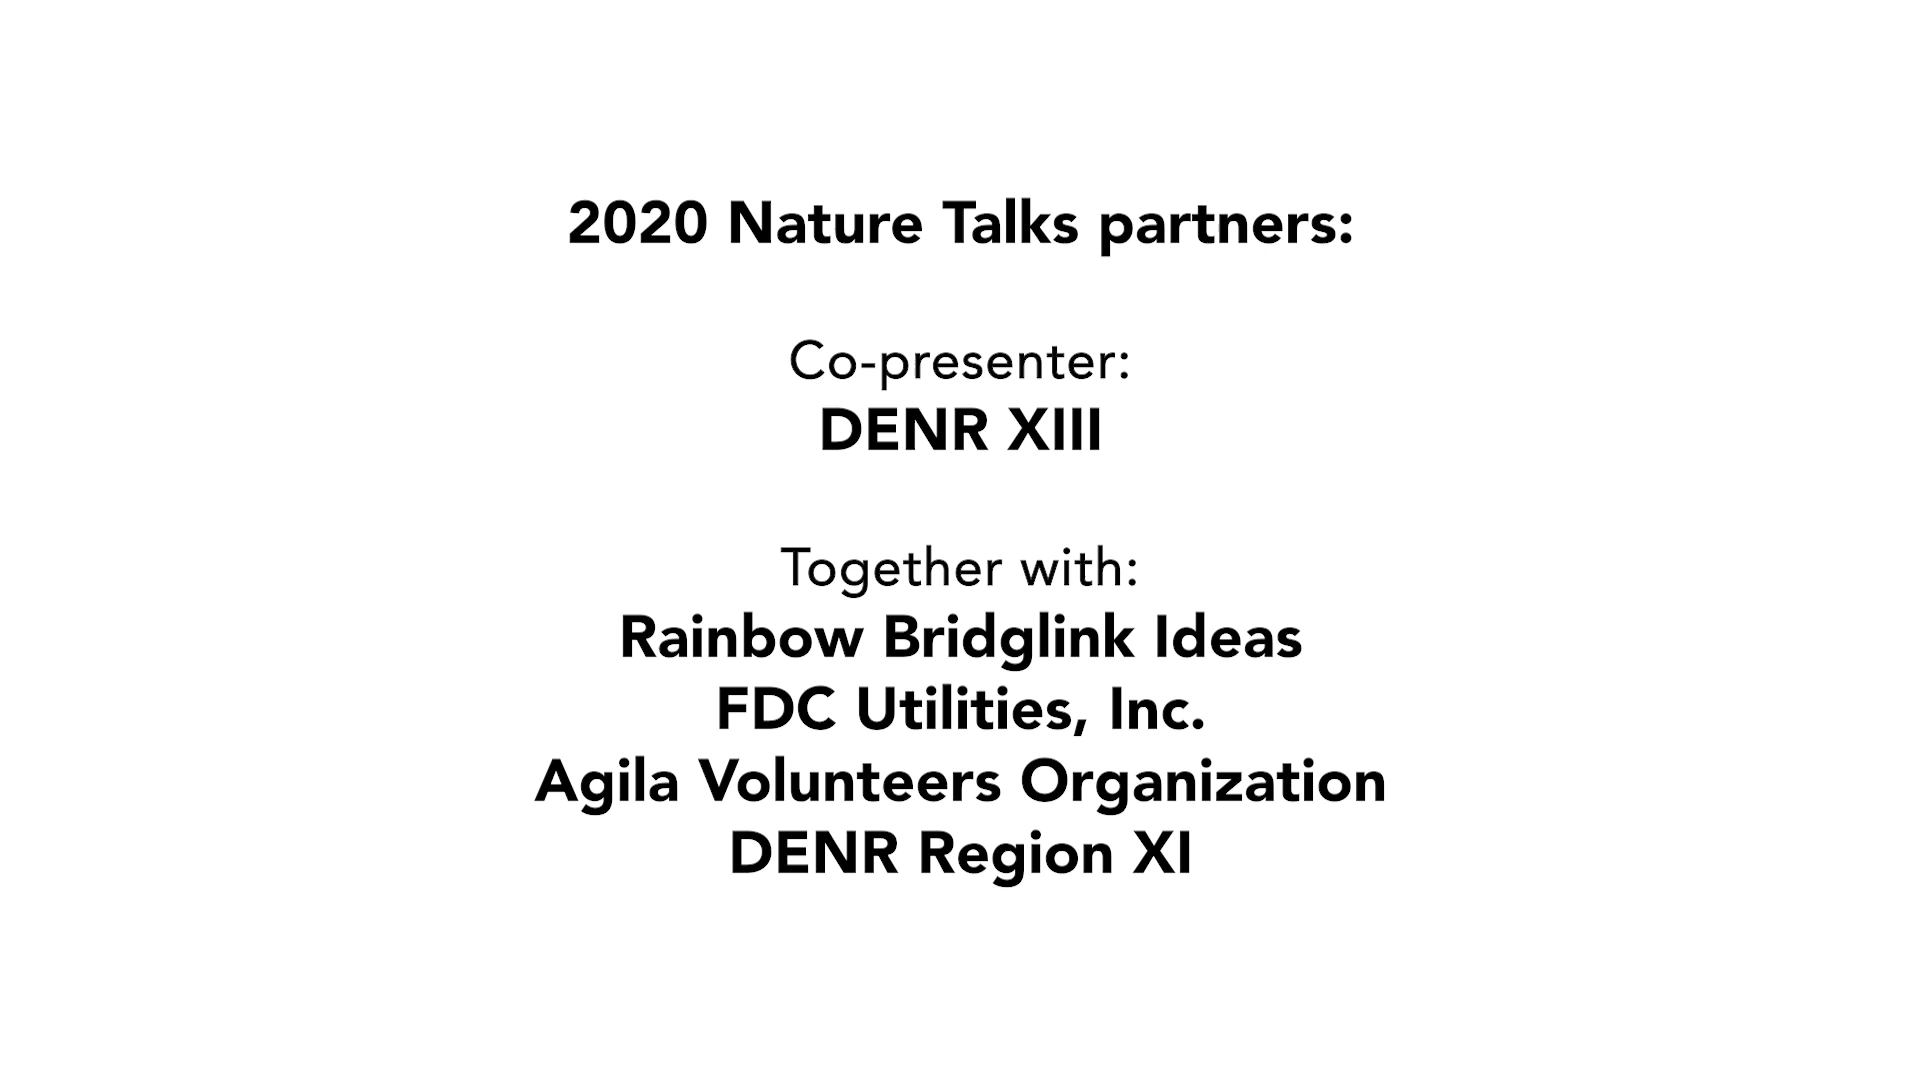 2020 Nature Talks partners:
Co-presenter:
DENR XIII
Together with:
Rainbow Bridglink Ideas
FDC Utilities, Inc.
Agila Volunteers Organization
DENR Region XI